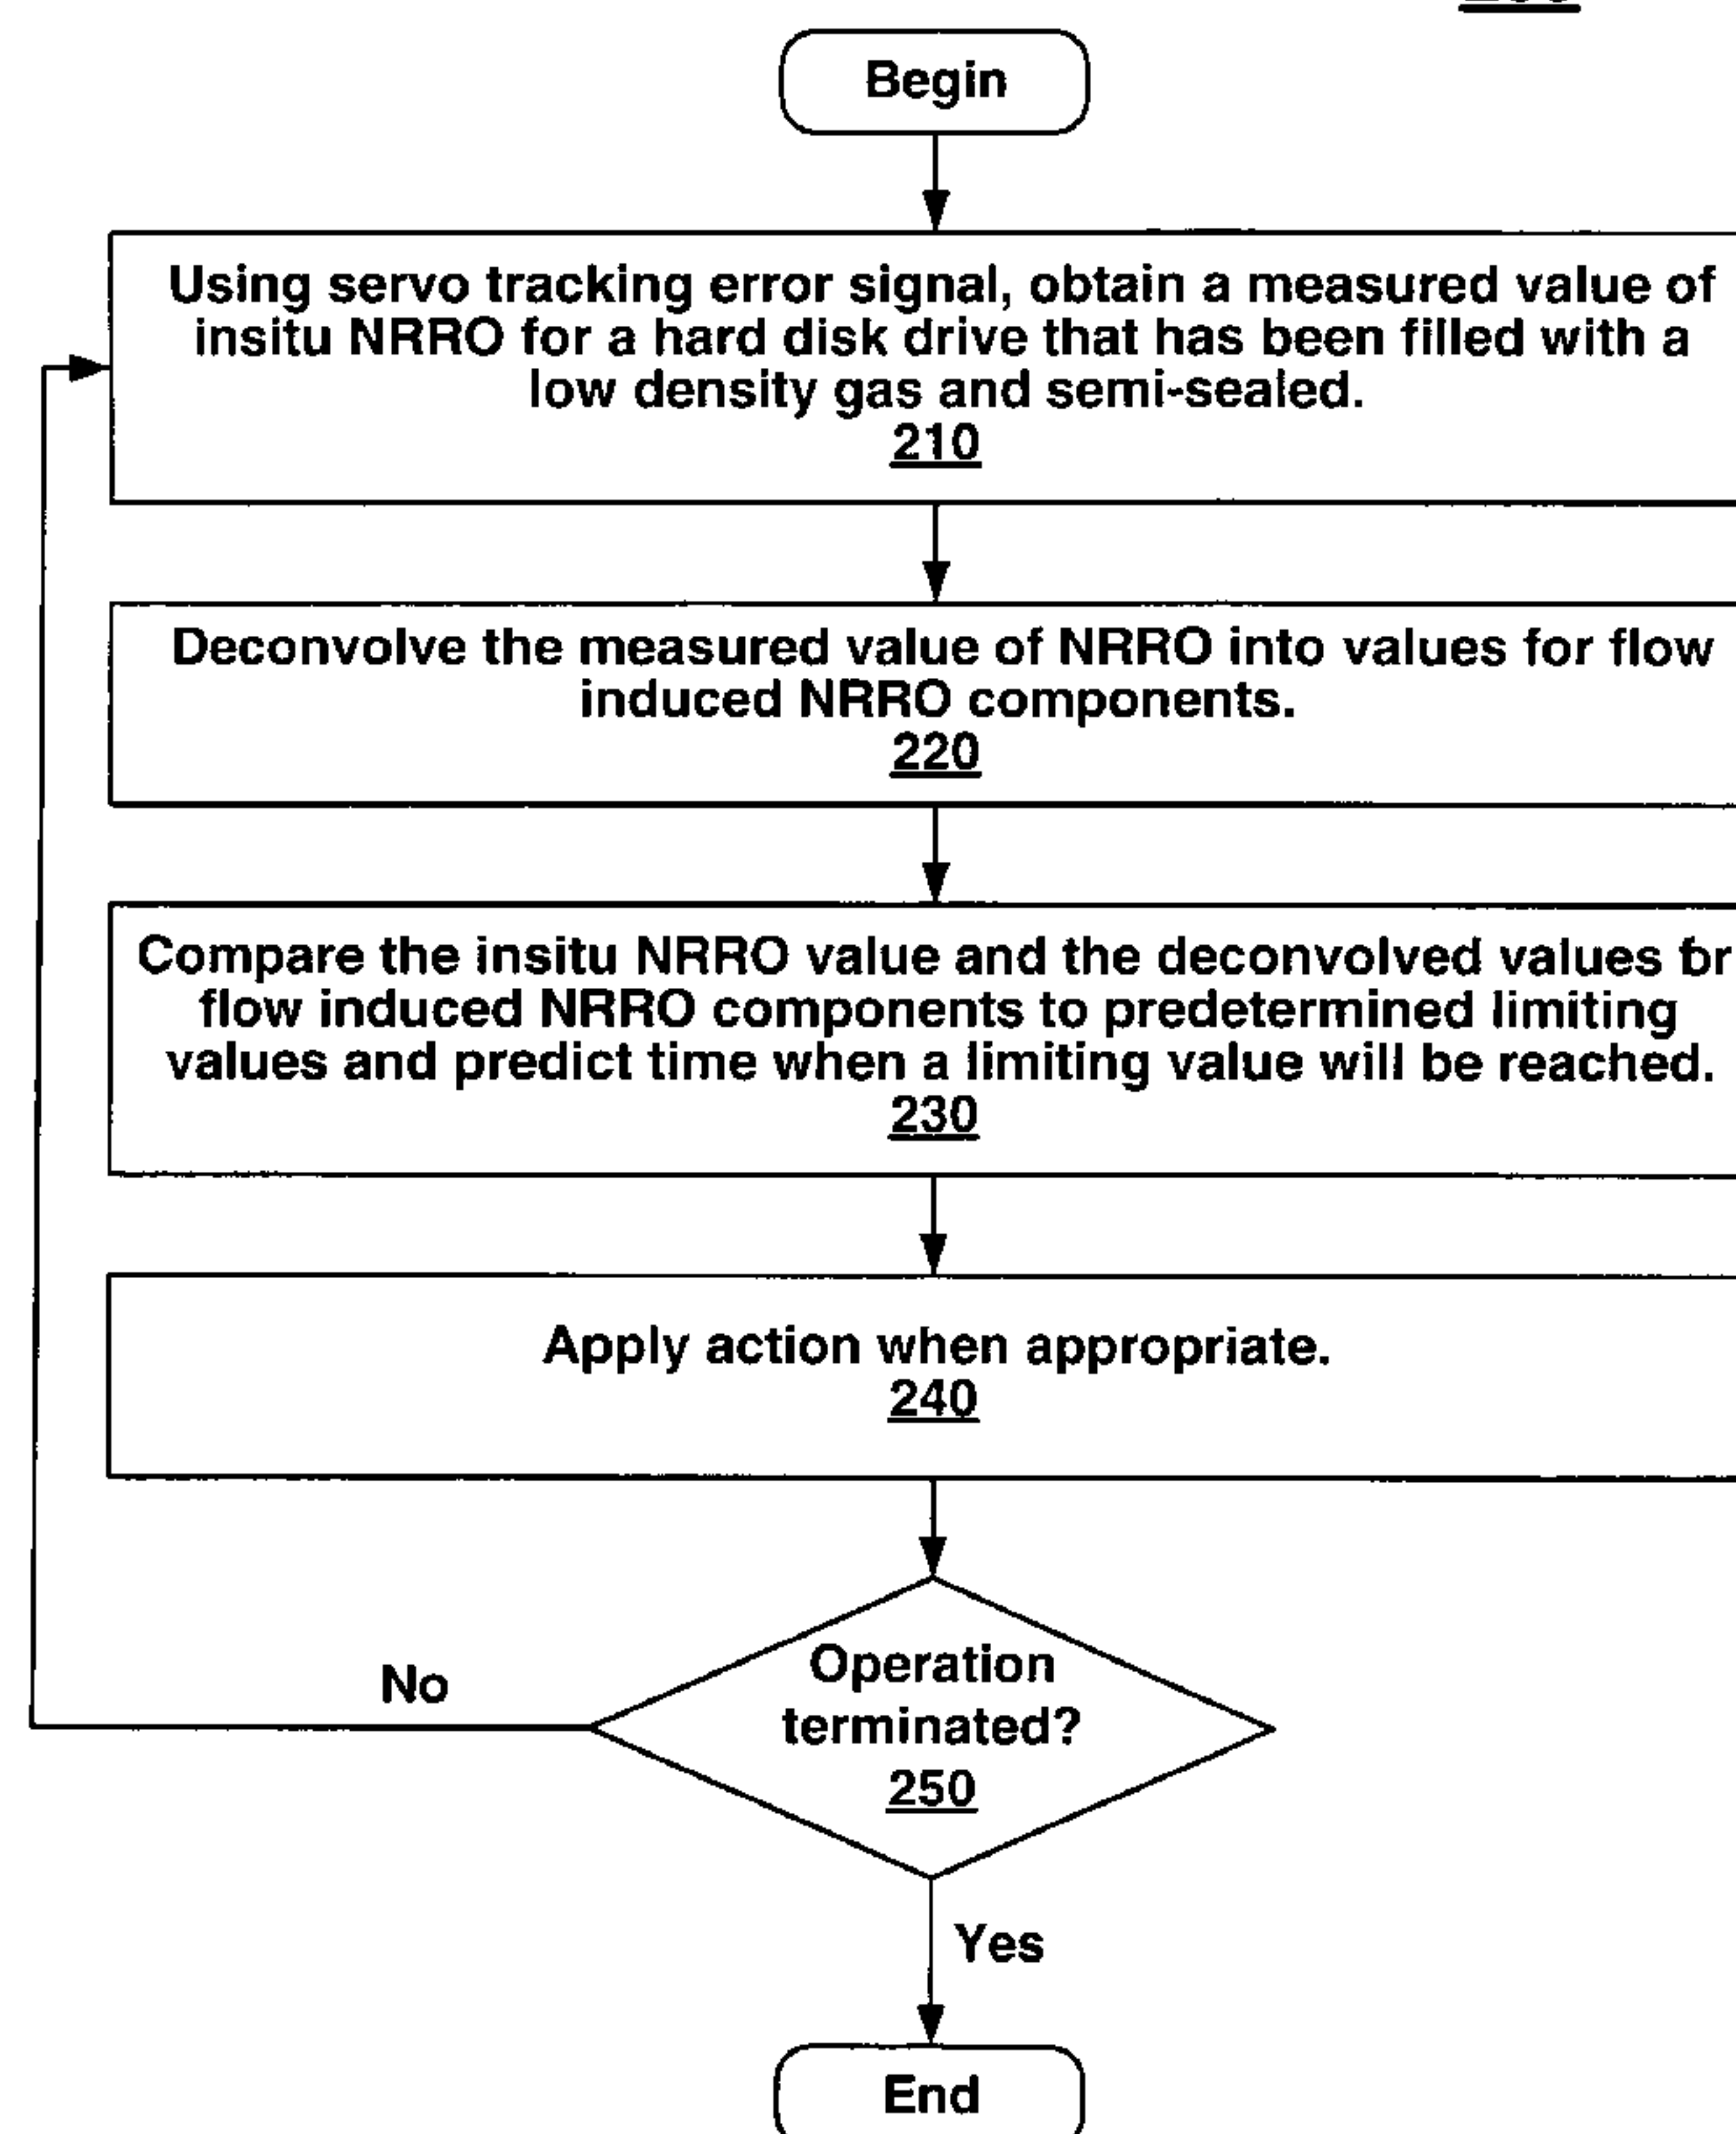 Begin
Using servo tracking error signal, obtain a measured value of
insitu NRRO for a hard disk drive that has been filled with a
low density gas and semi-sealed.
210
Deconvolve the measured value of NRRO into values for flow
induced NRRO components.
220
Compare the insitu NRRO value and the deconvolved values for
flow induced NRRO components to predetermined limiting
values and predict time when a limiting value will be reached.
230
Apply action when appropriate.
240
Operation
terminated?
250
No
Yes
End